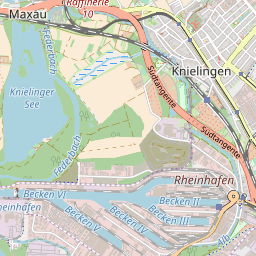 Raffinerie
10
Maxau
Federbach
Südtangente
Knielingen
Knielinger
See
Südtangente
Federbach
Rheinhafen
Becken VI
Becken II
Becken V
Becken IV
Becken III
Alb